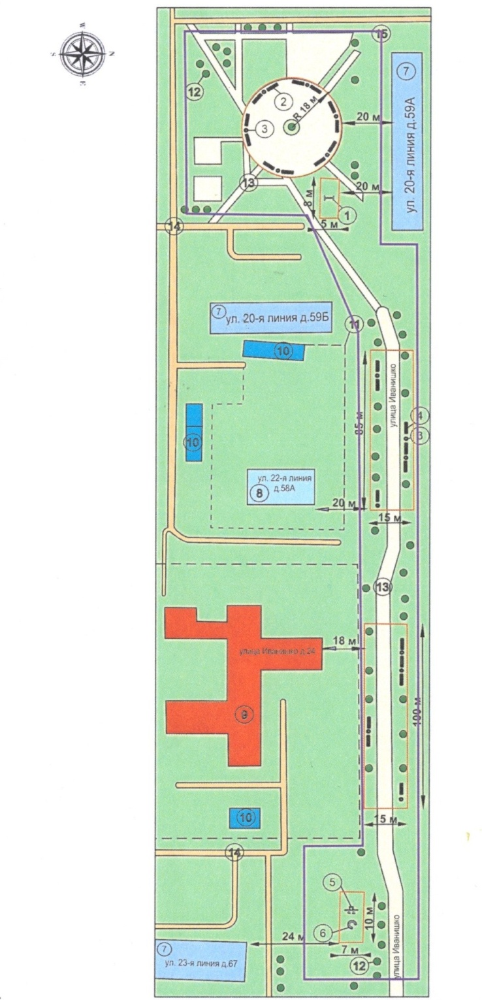 W
S
N
E
15
7
ул. 20-я линия д.59А
12
2
R 18 м
3
20 м
13
20 м
8 м
1
5 м
14
7
ул. 20-я линия д.59Б
11
10
улица Иванишко
85 м
4
3
10
ул. 22-я линия
8
д.58А
20 м
15 м
13
18 м
улица Иванишко д.24
100 м
9
10
15 м
14
5
6
10 м
24 м
7 м
12
7
ул. 23-я линия д.67
улица Иванишко